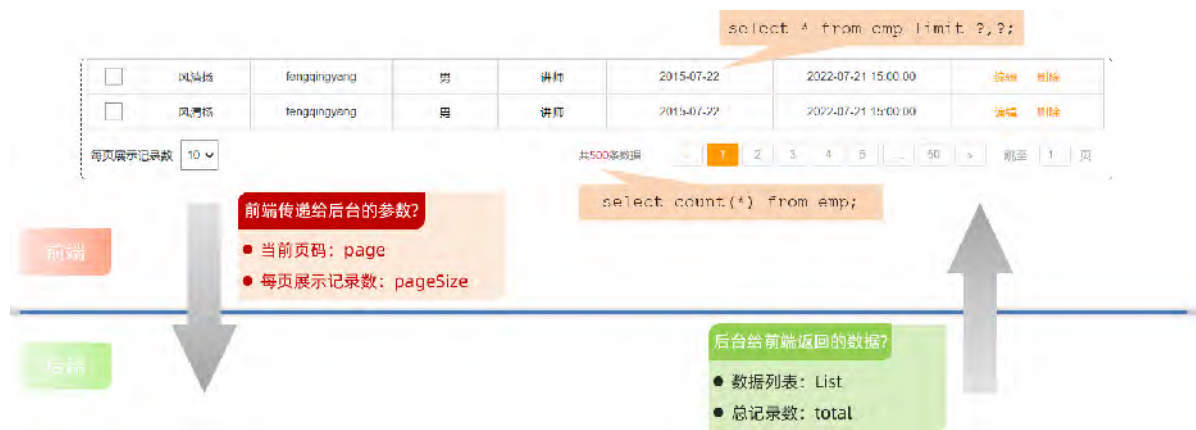 select * from emp limit ?,?;
风清扬 fengqingyang 男 讲师 2015-07-22 2022-07-21 15:00:00 编辑 删除
风清扬 fengqingyang 男 讲师 2015-07-22 2022-07-21 15:00:00 编辑 删除
每页展示记录数 10 共500条数据 < 1 2 3 4 5 ... 50 > 跳至 1 页
select count(*) from emp;
前端传递给后台的参数?
前端
● 当前页码：page
● 每页展示记录数：pageSize
后端
后台给前端返回的数据?
● 数据列表：List
● 总记录数：total